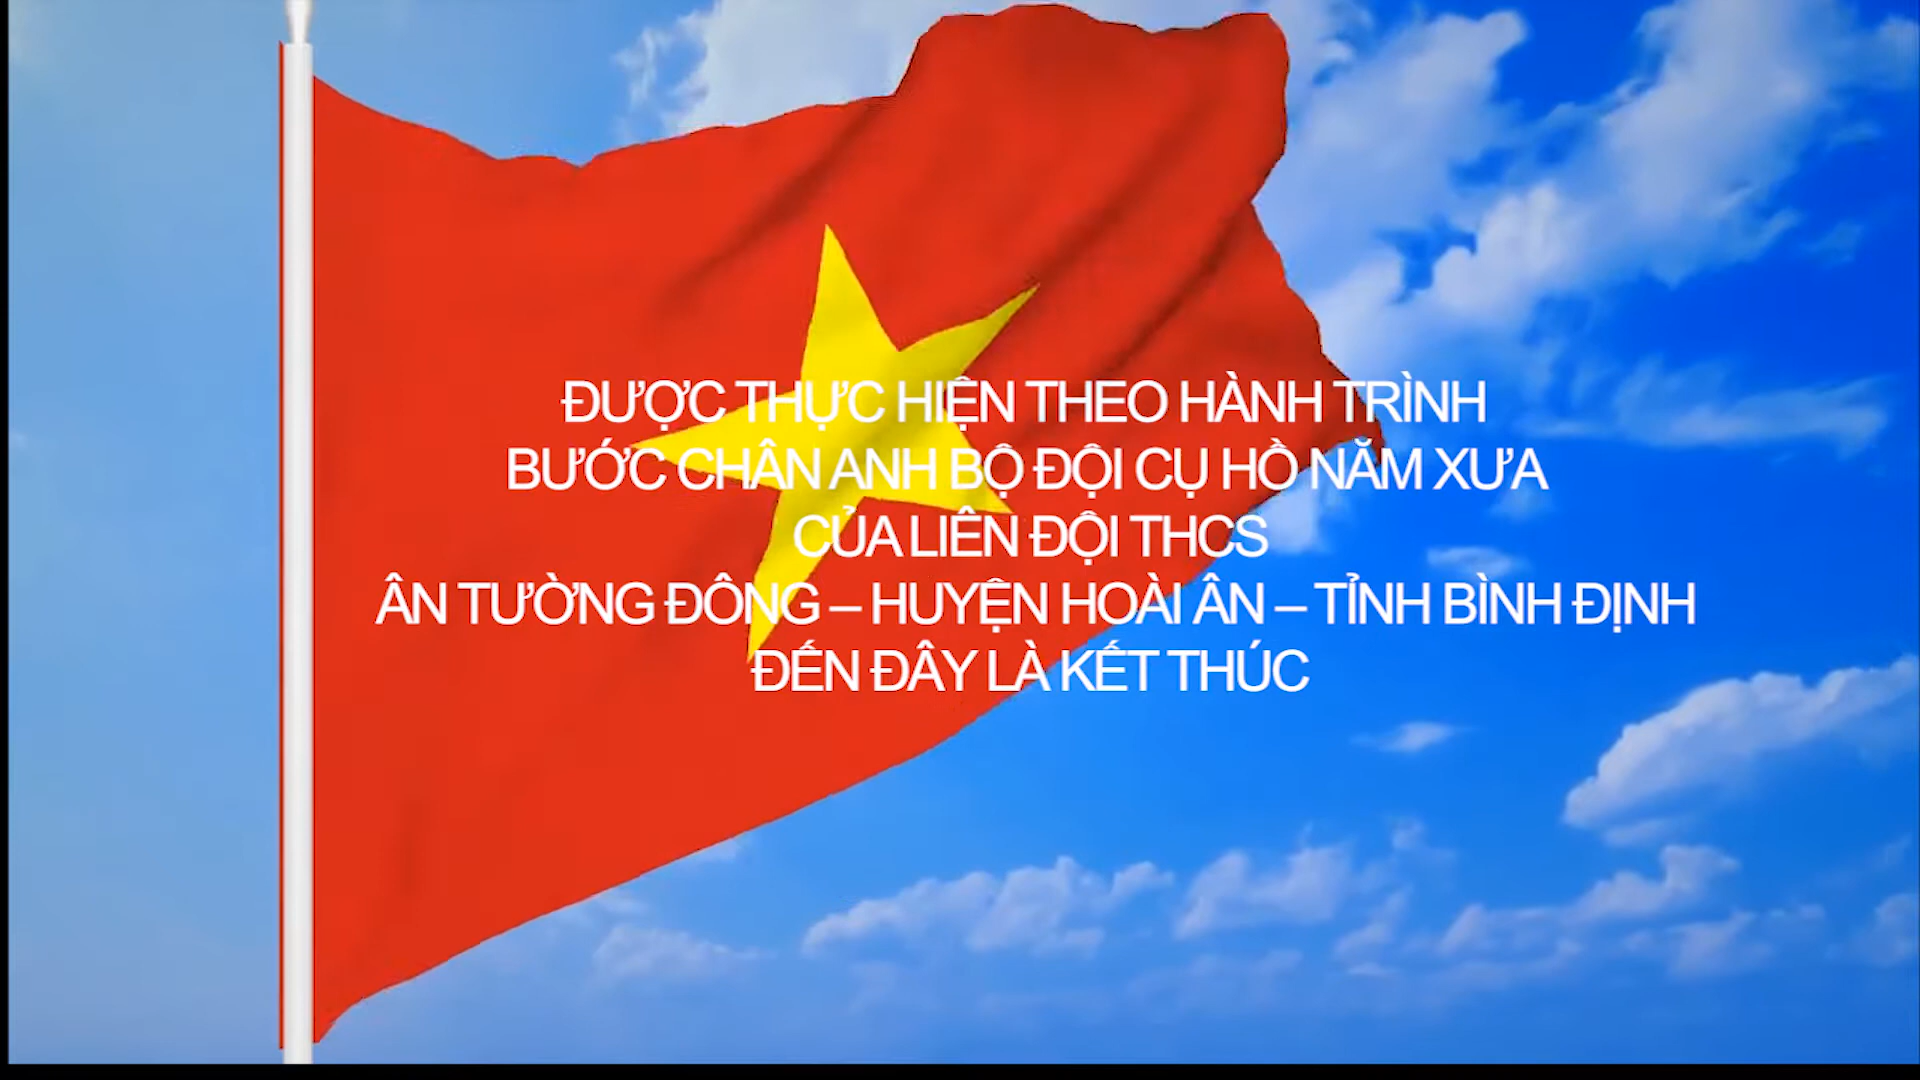 ĐƯỢC THỰC HIỆN THEO HÀNH TRÌNH
BƯỚC CHÂN ANH BỘ ĐỘI CỤ HỒ NĂM XƯA
CỦA LIÊN ĐỘI THCS
ÂN TƯỜNG ĐÔNG – HUYỆN HOÀI ÂN – TỈNH BÌNH ĐỊNH
ĐẾN ĐÂY LÀ KẾT THÚC